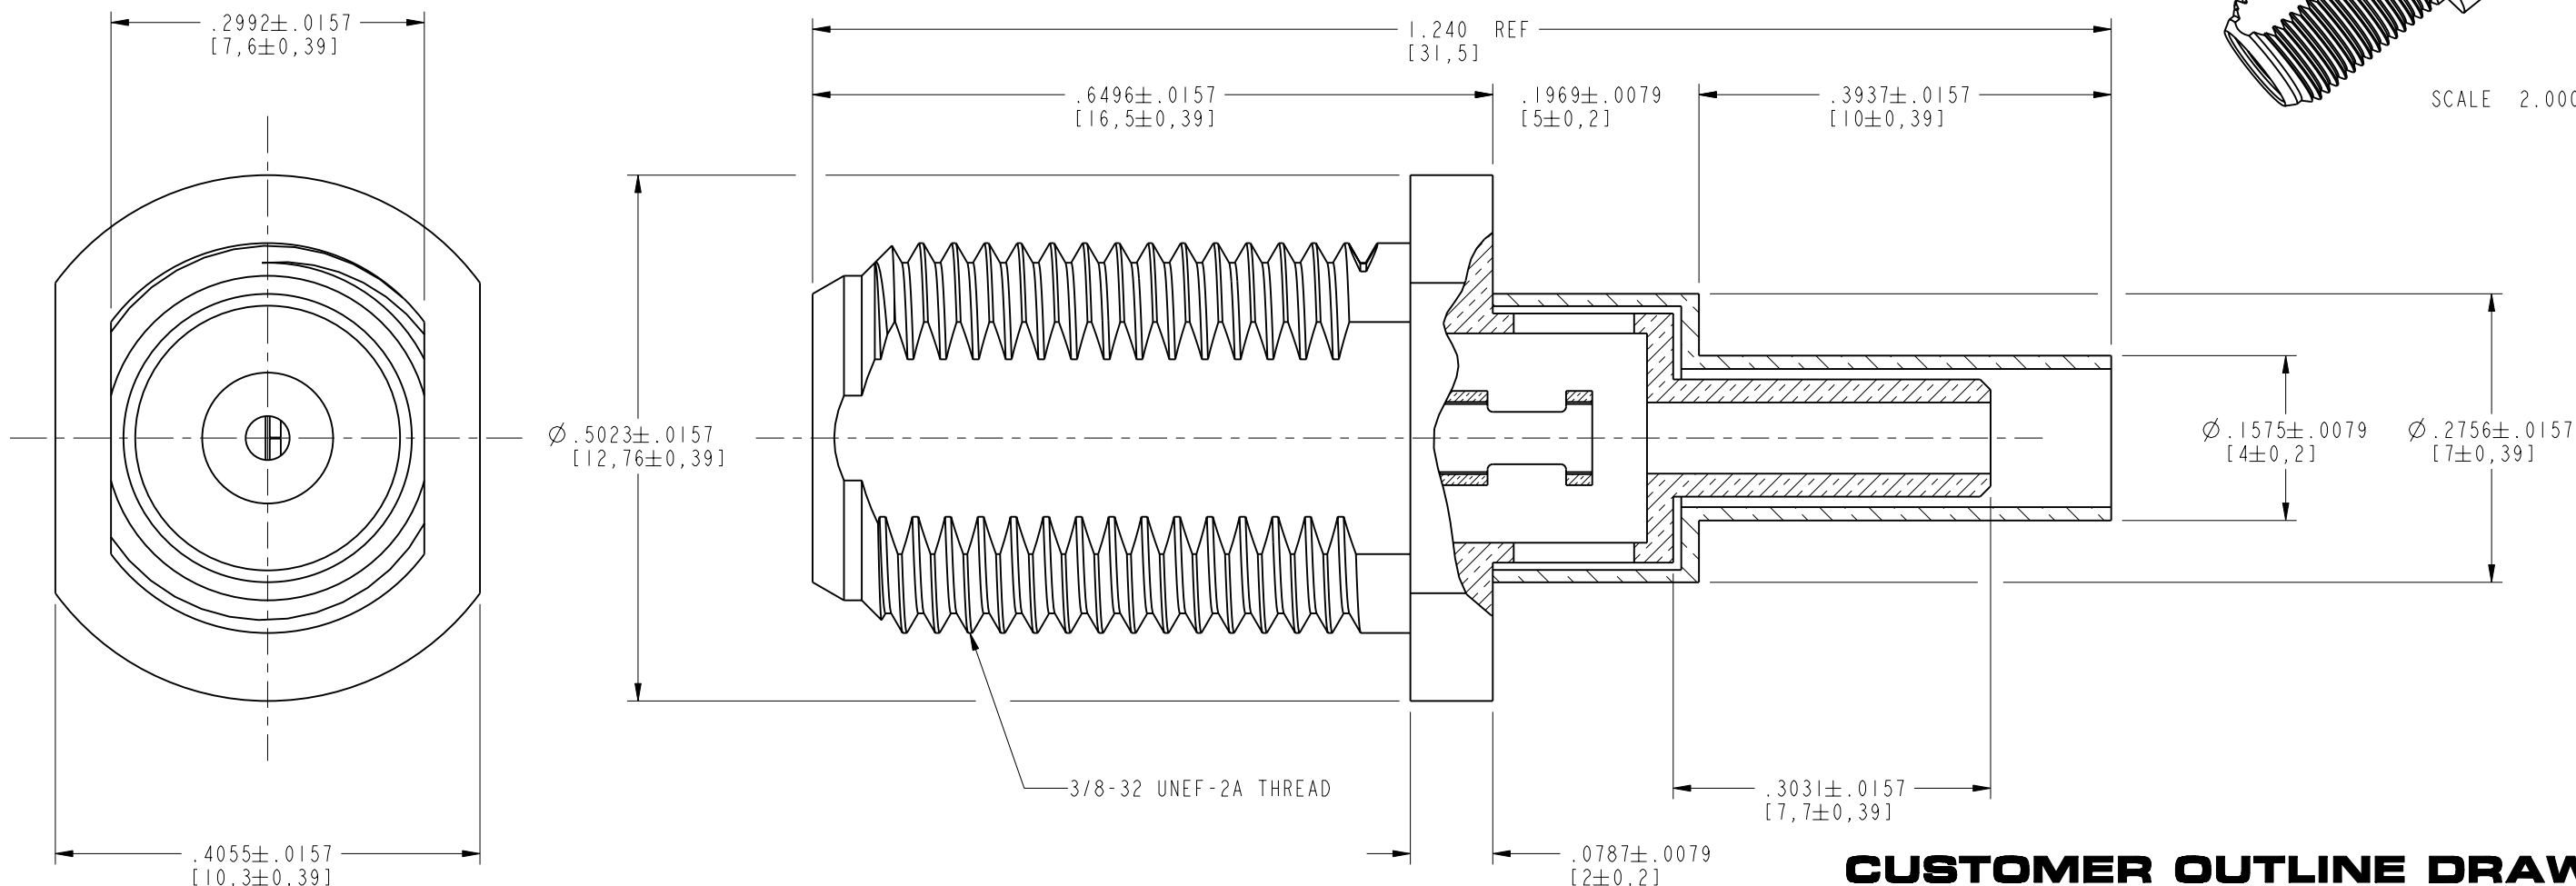 .2992±.0157
[7,6±0,39]
1.240 REF
[31,5]
.6496±.0157
[16,5±0,39]
.1969±.0079
[5±0,2]
.3937±.0157
[10±0,39]
SCALE 2.000
Ø.5023±.0157
[12,76±0,39]
Ø.1575±.0079
[4±0,2]
Ø.2756±.0157
[7±0,39]
3/8-32 UNEF-2A THREAD
.3031±.0157
[7,7±0,39]
.4055±.0157
[10,3±0,39]
.0787±.0079
[2±0,2]
CUSTOMER OUTLINE